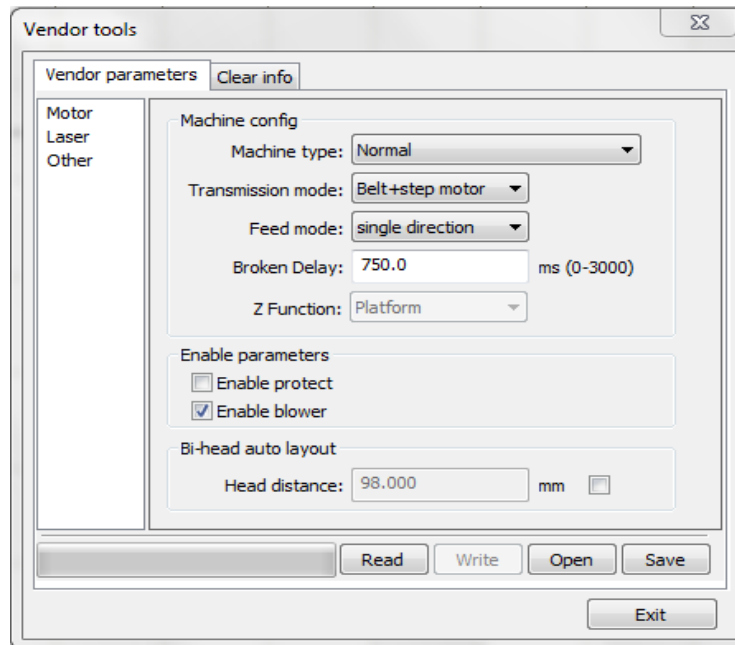 Vendor tools
Vendor parameters Clear info
Motor
Laser
Other
Machine config
Machine type: Normal
Transmission mode: Belt+step motor
Feed mode: single direction
Broken Delay: 750.0 ms (0-3000)
Z Function: Platform
Enable parameters
Enable protect
Enable blower
Bi-head auto layout
Head distance: 98.000 mm
Read Write Open Save
Exit